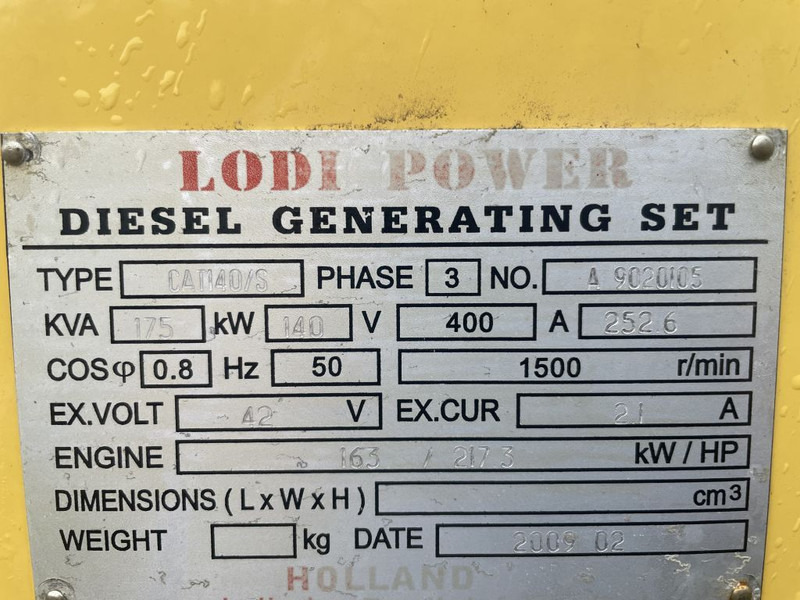 LODI POWER
DIESEL GENERATING SET
TYPE CAD140/S PHASE 3 NO. A 9020105
KVA 175 kW 140 V 400 A 252.6
COSφ 0.8 Hz 50 1500 r/min
EX.VOLT 42 V EX.CUR 2.1 A
ENGINE 163 / 217.3 kW / HP
DIMENSIONS ( L x W x H ) cm³
WEIGHT kg DATE 2009 02
HOLLAND